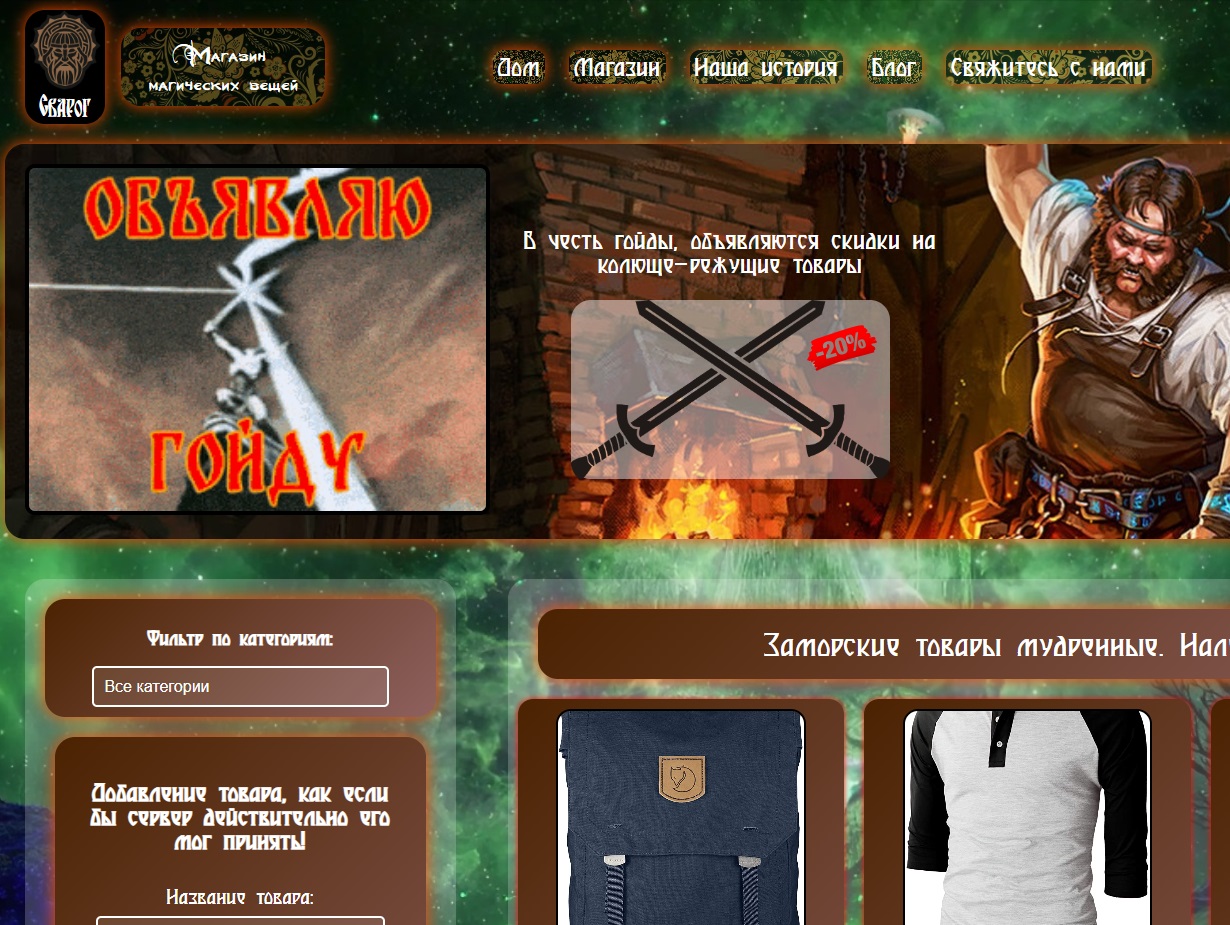 Сварог
Магазин
магических вещей
Дом
Магазин
Наша история
Блог
Свяжитесь с нами
ОБЪЯВЛЯЮ
ГОЙДУ
В честь гойды, объявляются скидки на
колюще-режущие товары
-20%
Фильтр по категориям:
Все категории
Заморские товары мудренные.
Добавление товара, как если
бы сервер действительно его
мог принять!
Название товара: